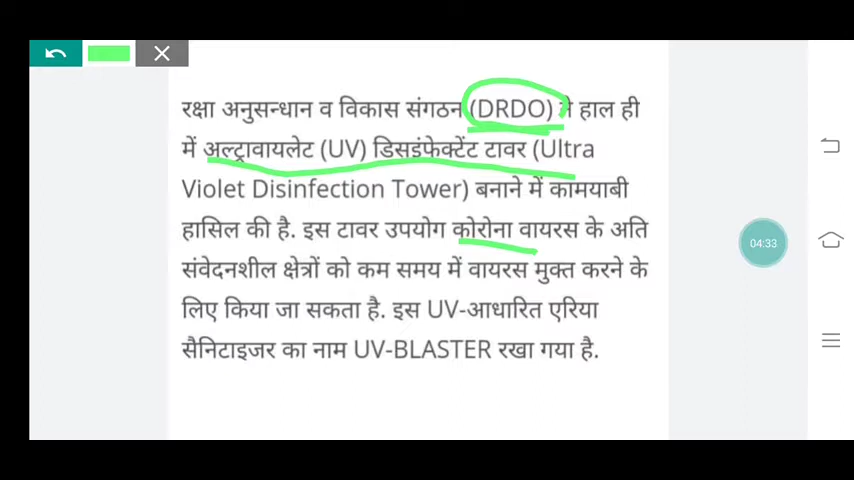 रक्षा अनुसन्धान व विकास संगठन (DRDO) ने हाल ही
में अल्ट्रावायलेट (UV) डिसइंफेक्टेंट टावर (Ultra
Violet Disinfection Tower) बनाने में कामयाबी
हासिल की है. इस टावर उपयोग कोरोना वायरस के अति
संवेदनशील क्षेत्रों को कम समय में वायरस मुक्त करने के
लिए किया जा सकता है. इस UV-आधारित एरिया
सैनिटाइजर का नाम UV-BLASTER रखा गया है.
04:33